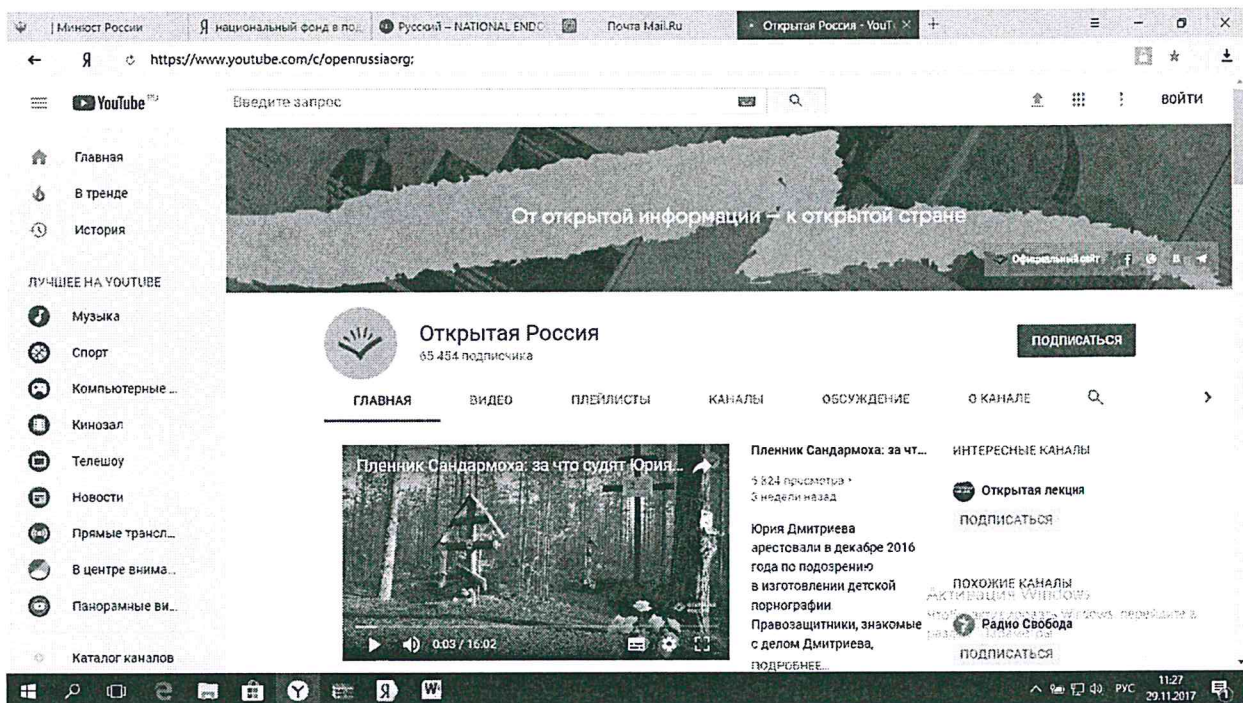 | Минюст России
Я национальный фонд в по...
Русский – NATIONAL ENDO
Почта Mail.Ru
Открытая Россия - YouTu
Я
https://www.youtube.com/c/openrussiaorg;
YouTube RU
Введите запрос
ВОЙТИ
Главная
В тренде
История
ЛУЧШЕЕ НА YOUTUBE
Музыка
Спорт
Компьютерные ...
Кинозал
Телешоу
Новости
Прямые трансл...
В центре внима...
Панорамные ви...
Каталог каналов
От открытой информации – к открытой стране
Официальный сайт
Открытая Россия
65 454 подписчика
ПОДПИСАТЬСЯ
ГЛАВНАЯ
ВИДЕО
ПЛЕЙЛИСТЫ
КАНАЛЫ
ОБСУЖДЕНИЕ
О КАНАЛЕ
Пленник Сандармоха: за что судят Юрия...
0:03 / 16:02
Пленник Сандармоха: за чт...
5 824 просмотра •
3 недели назад
Юрия Дмитриева
арестовали в декабре 2016
года по подозрению
в изготовлении детской
порнографии.
Правозащитники, знакомые
с делом Дмитриева,
ПОДРОБНЕЕ...
ИНТЕРЕСНЫЕ КАНАЛЫ
Открытая лекция
ПОДПИСАТЬСЯ
ПОХОЖИЕ КАНАЛЫ
Активация Windows
Windows, перейдите в
Радио Свобода
ПОДПИСАТЬСЯ
РУС
11:27
29.11.2017